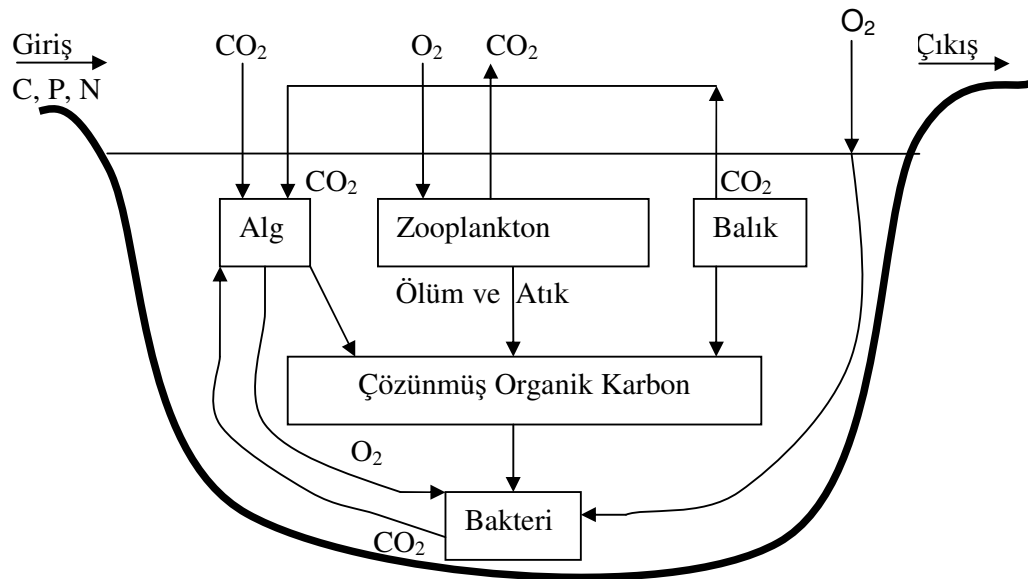 Giriş
C, P, N
CO₂
O₂
CO₂
O₂
Çıkış
CO₂
CO₂
Alg
Zooplankton
Balık
Ölüm ve Atık
Çözünmüş Organik Karbon
O₂
Bakteri
CO₂